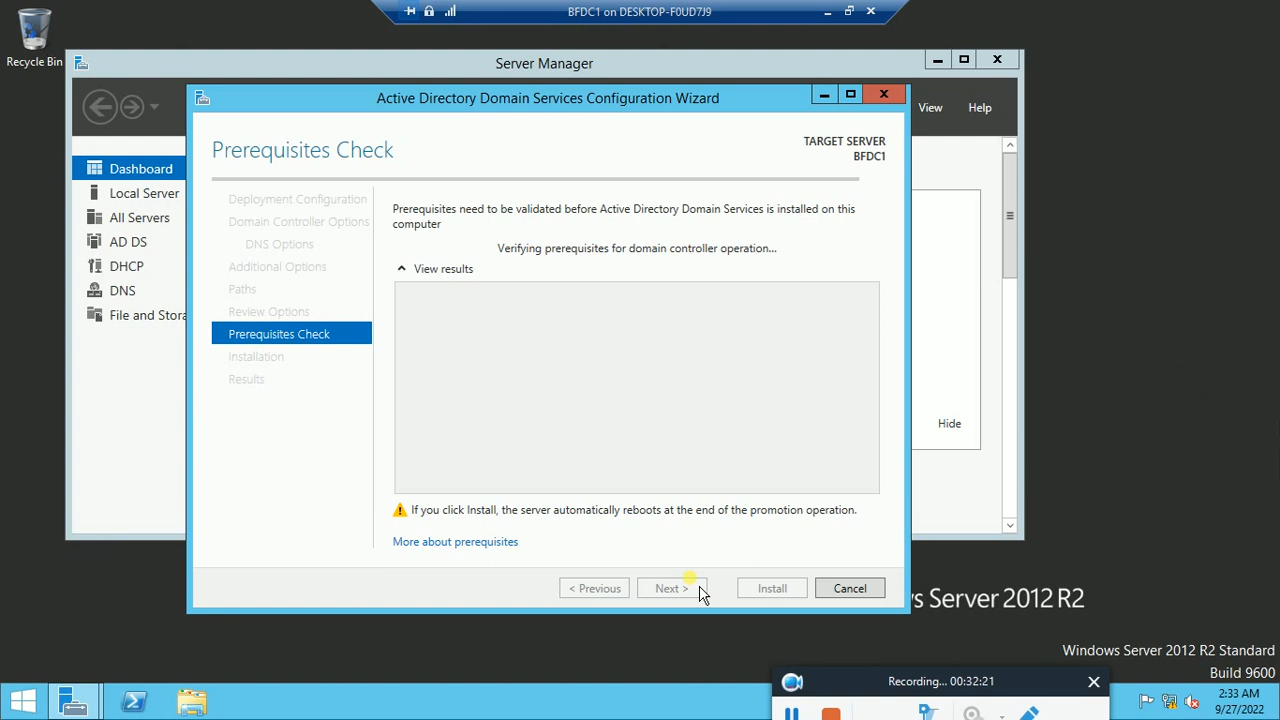 BFDC1 on DESKTOP-F0UD7J9
Recycle Bin
Server Manager
View
Help
Dashboard
Local Server
All Servers
AD DS
DHCP
DNS
File and Stora
Hide
Active Directory Domain Services Configuration Wizard
Prerequisites Check
TARGET SERVER
BFDC1
Deployment Configuration
Domain Controller Options
DNS Options
Additional Options
Paths
Review Options
Prerequisites Check
Installation
Results
Prerequisites need to be validated before Active Directory Domain Services is installed on this
computer
Verifying prerequisites for domain controller operation...
View results
If you click Install, the server automatically reboots at the end of the promotion operation.
More about prerequisites
< Previous
Next >
Install
Cancel
ws Server 2012 R2
Windows Server 2012 R2 Standard
Build 9600
Recording... 00:32:21
2:33 AM
9/27/2022